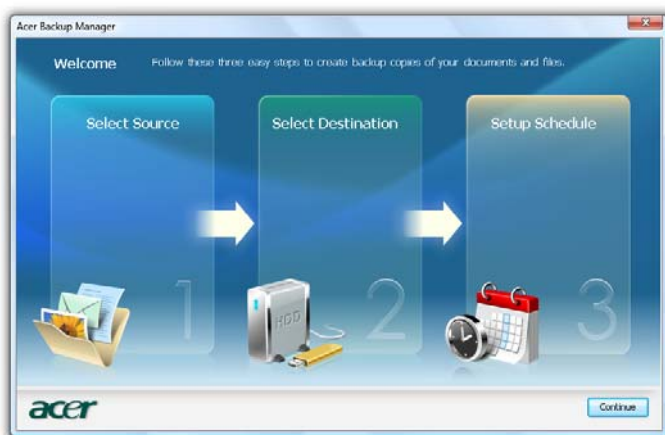 Acer Backup Manager
Welcome Follow these three easy steps to create backup copies of your documents and files.
Select Source
Select Destination
Setup Schedule
HDD
1
2
3
acer
Continue